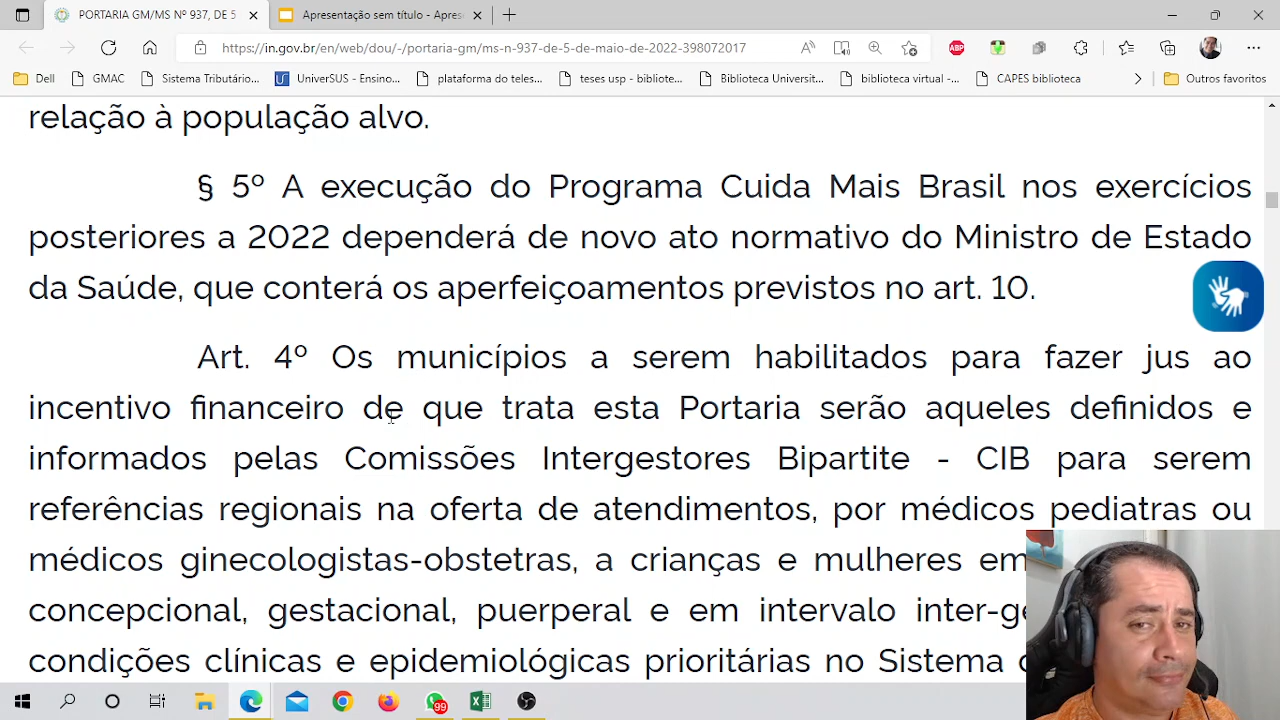 PORTARIA GM/MS Nº 937, DE 5
Apresentação sem título - Aprese
https://in.gov.br/en/web/dou/-/portaria-gm/ms-n-937-de-5-de-maio-de-2022-398072017
ABP
Dell
GMAC
Sistema Tributário...
UniverSUS - Ensino...
plataforma do teles...
teses usp - bibliote...
Biblioteca Universit...
biblioteca virtual -...
CAPES biblioteca
Outros favoritos
relação à população alvo.
§ 5º A execução do Programa Cuida Mais Brasil nos exercícios
posteriores a 2022 dependerá de novo ato normativo do Ministro de Estado
da Saúde, que conterá os aperfeiçoamentos previstos no art. 10.
Art. 4º Os municípios a serem habilitados para fazer jus ao
incentivo financeiro de que trata esta Portaria serão aqueles definidos e
informados pelas Comissões Intergestores Bipartite - CIB para serem
referências regionais na oferta de atendimentos, por médicos pediatras ou
médicos ginecologistas-obstetras, a crianças e mulheres em
concepcional, gestacional, puerperal e em intervalo inter-ge
condições clínicas e epidemiológicas prioritárias no Sistema
99